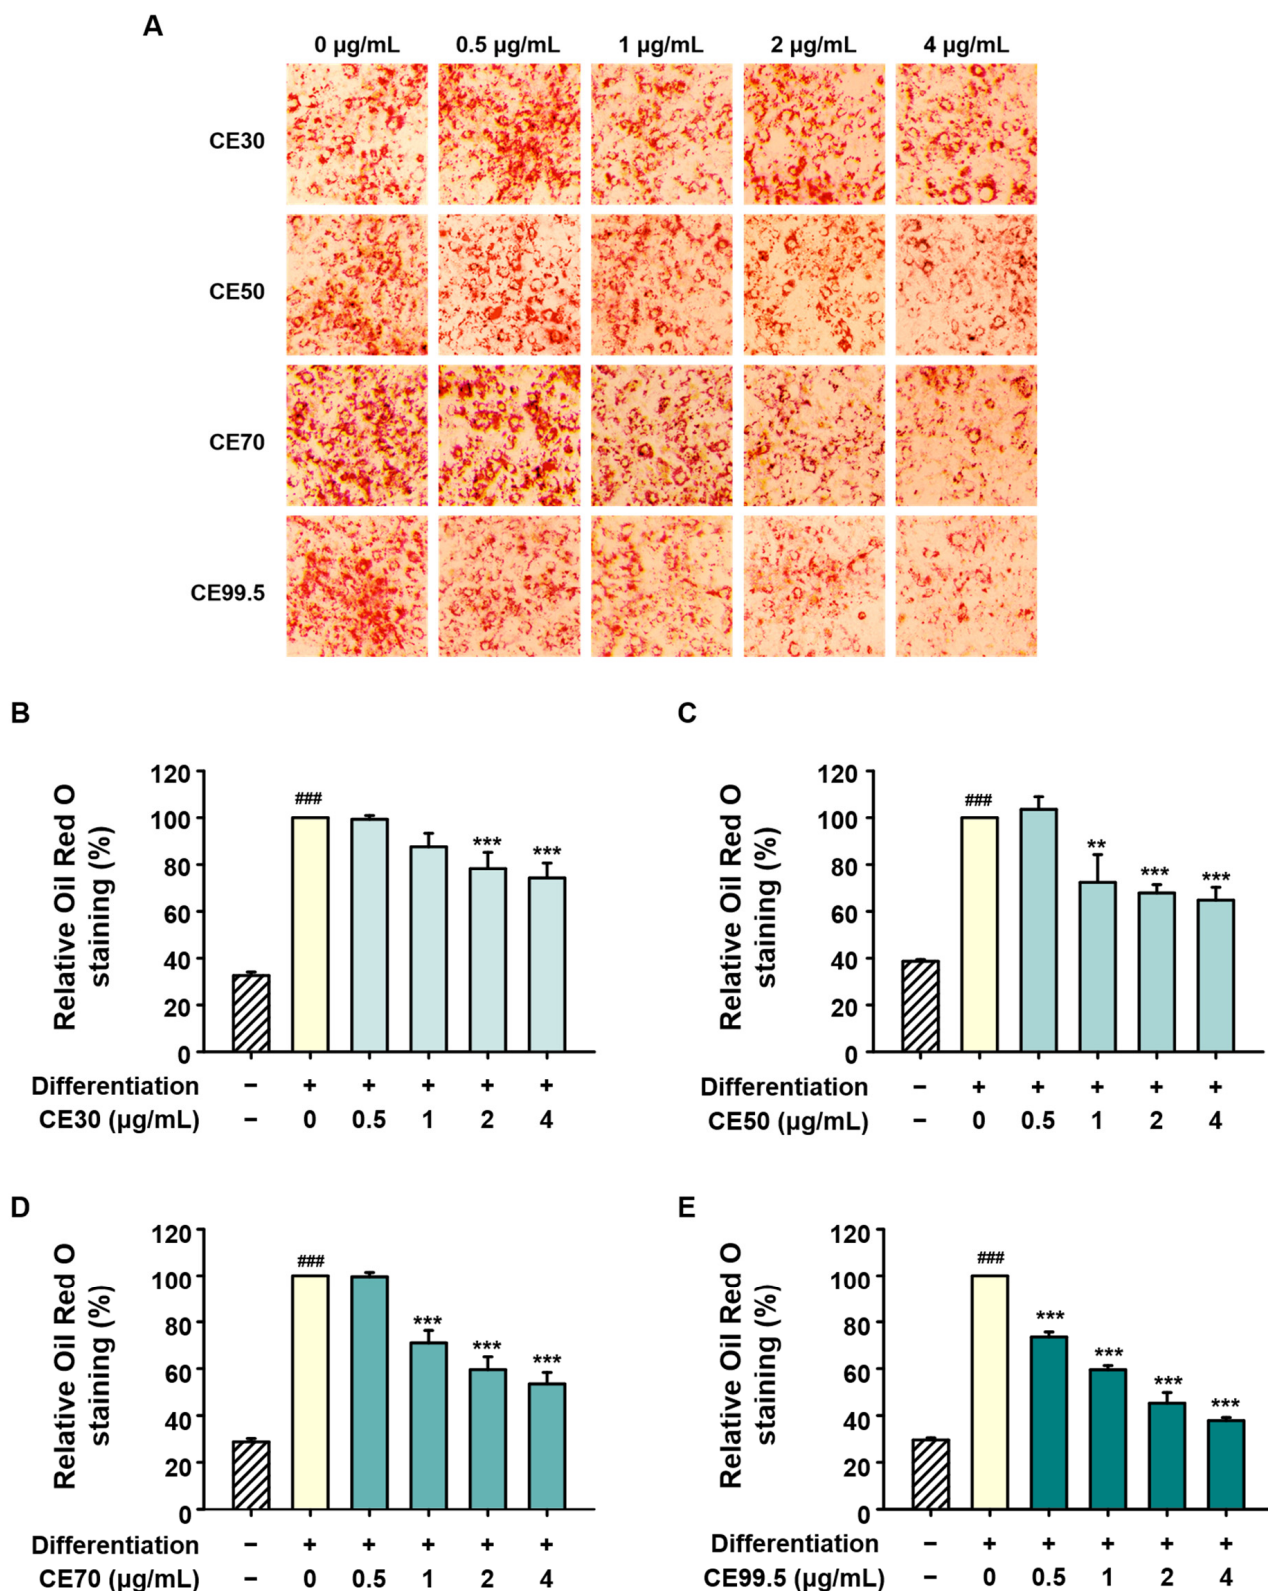 A
0 µg/mL 0.5 µg/mL 1 µg/mL 2 µg/mL 4 µg/mL
CE30
CE50
CE70
CE99.5
B
Relative Oil Red O
staining (%)
120
100
80
60
40
20
0
###
***
***
Differentiation − + + + + +
CE30 (µg/mL) − 0 0.5 1 2 4
C
Relative Oil Red O
staining (%)
120
100
80
60
40
20
0
###
**
***
***
Differentiation − + + + + +
CE50 (µg/mL) − 0 0.5 1 2 4
D
Relative Oil Red O
staining (%)
120
100
80
60
40
20
0
###
***
***
***
Differentiation − + + + + +
CE70 (µg/mL) − 0 0.5 1 2 4
E
Relative Oil Red O
staining (%)
120
100
80
60
40
20
0
###
***
***
***
***
Differentiation − + + + + +
CE99.5 (µg/mL) − 0 0.5 1 2 4